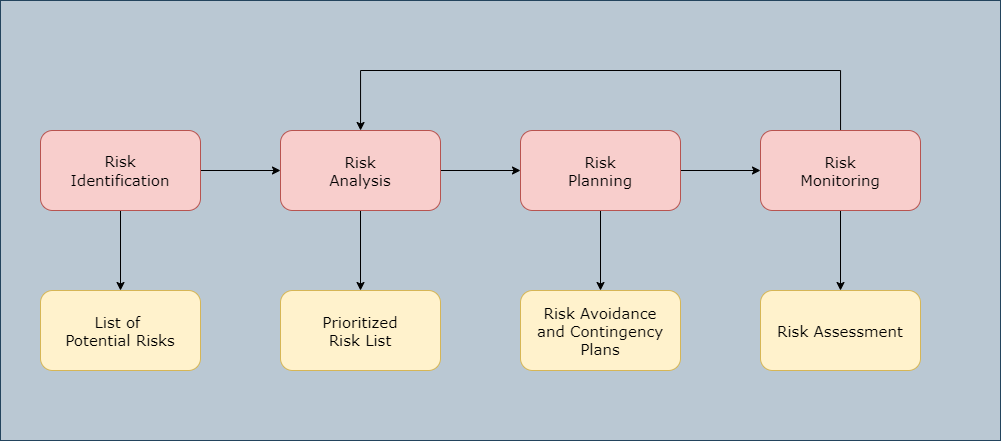 Risk
Identification
Risk
Analysis
Risk
Planning
Risk
Monitoring
List of
Potential Risks
Prioritized
Risk List
Risk Avoidance
and Contingency
Plans
Risk Assessment